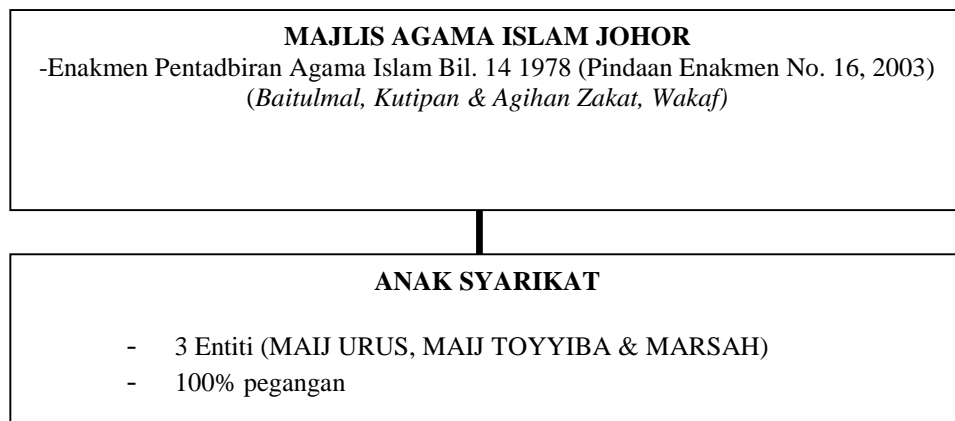 MAJLIS AGAMA ISLAM JOHOR
-Enakmen Pentadbiran Agama Islam Bil. 14 1978 (Pindaan Enakmen No. 16, 2003)
(Baitulmal, Kutipan & Agihan Zakat, Wakaf)
ANAK SYARIKAT
- 3 Entiti (MAIJ URUS, MAIJ TOYYIBA & MARSAH)
- 100% pegangan